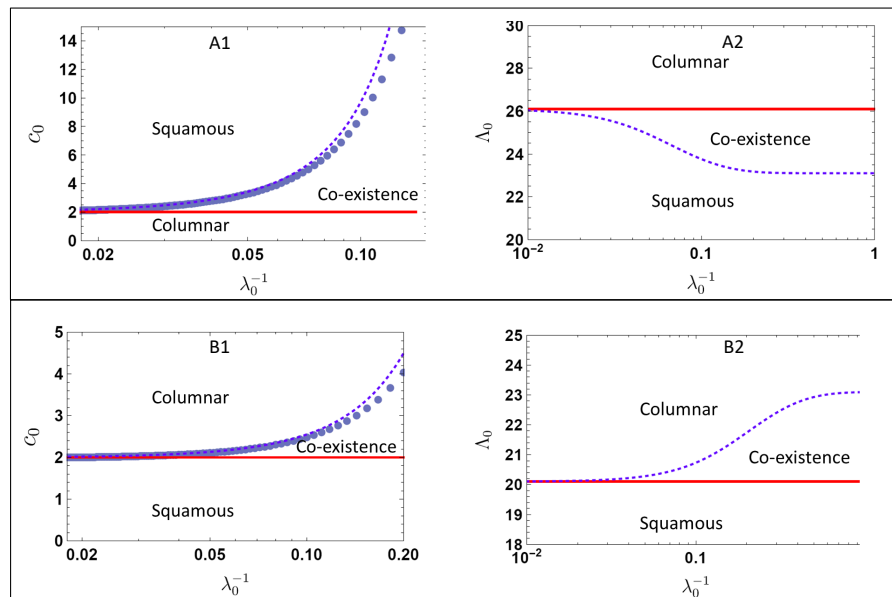 A1
14
12
10
8
6
4
2
0
c₀
Squamous
Co-existence
Columnar
0.02 0.05 0.10
λ₀⁻¹
A2
30
28
26
24
22
20
Λ₀
Columnar
Co-existence
Squamous
10⁻² 0.1 1
λ₀⁻¹
B1
5
4
3
2
1
0
c₀
Columnar
Co-existence
Squamous
0.02 0.05 0.10 0.20
λ₀⁻¹
B2
25
24
23
22
21
20
19
18
Λ₀
Columnar
Co-existence
Squamous
10⁻² 0.1
λ₀⁻¹